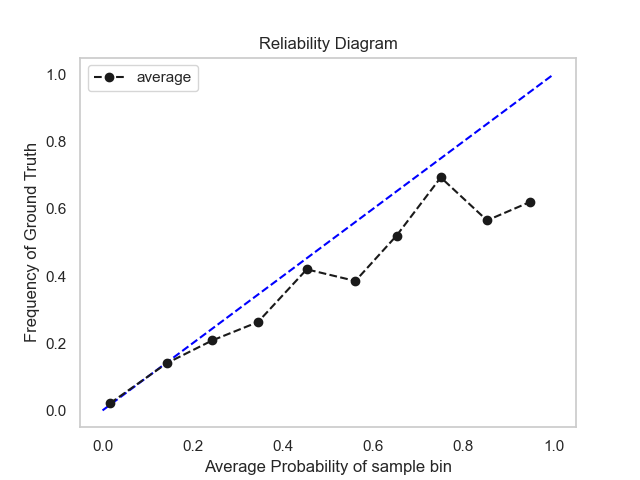 Reliability Diagram
average
Frequency of Ground Truth
1.0
0.8
0.6
0.4
0.2
0.0
0.0 0.2 0.4 0.6 0.8 1.0
Average Probability of sample bin